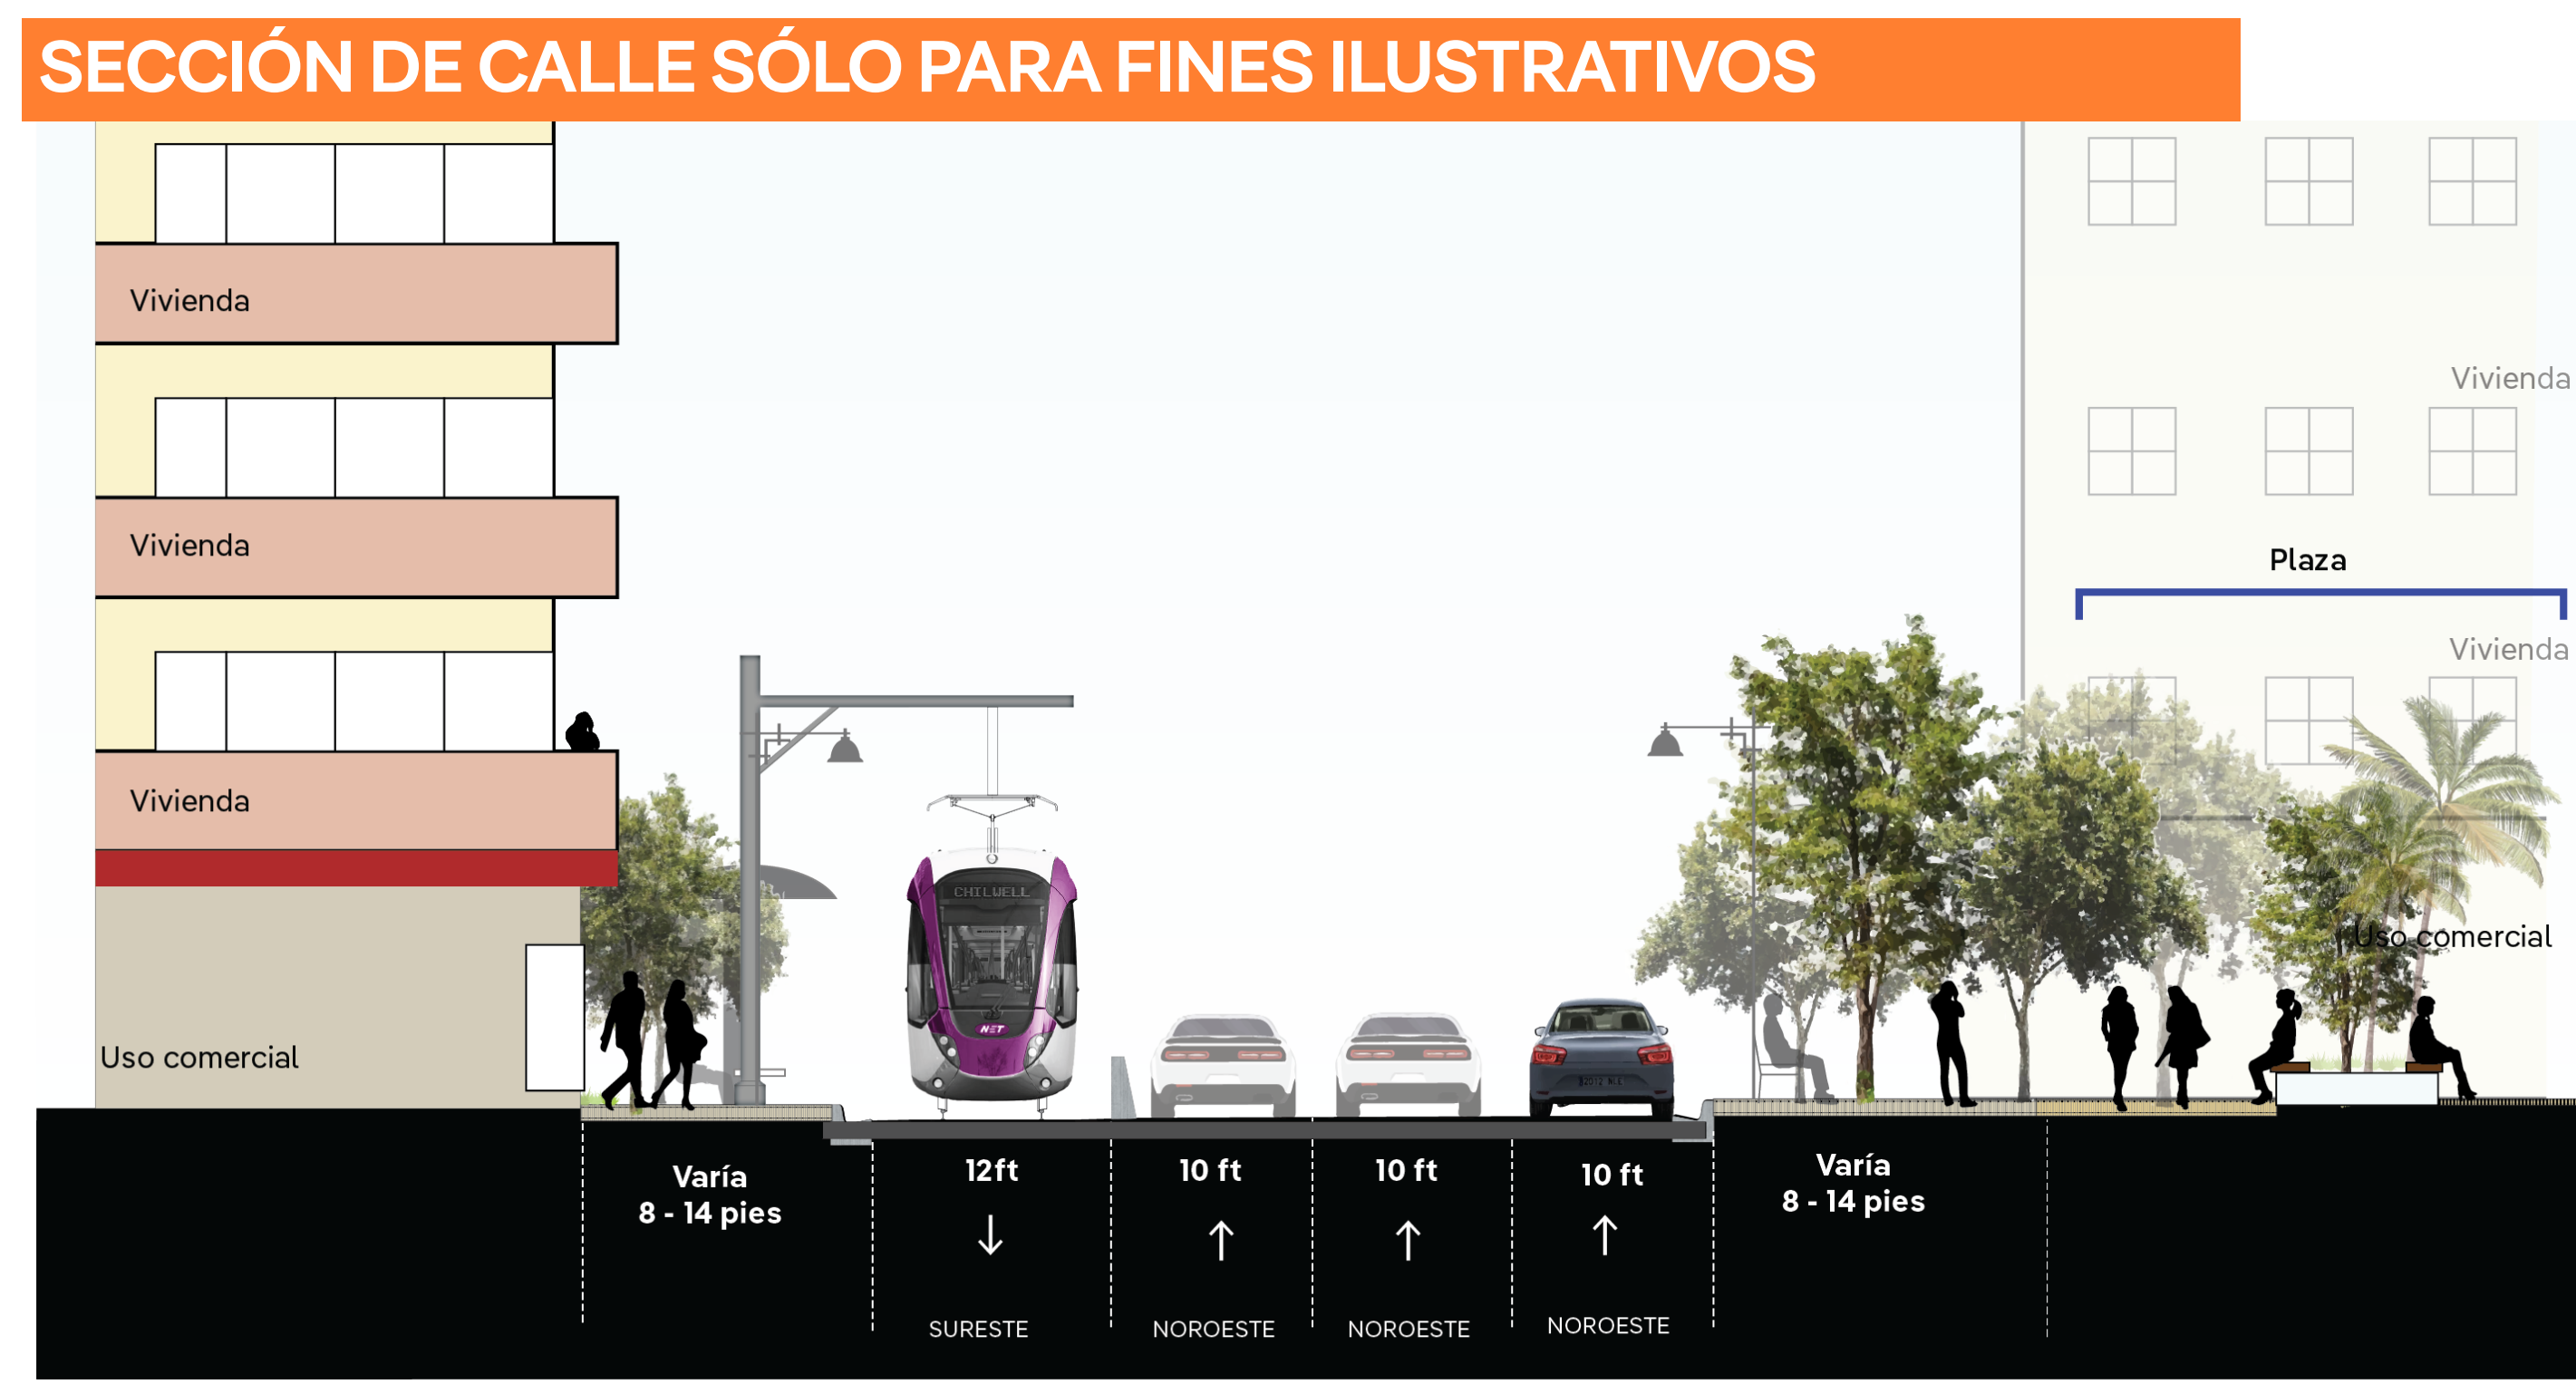 SECCIÓN DE CALLE SÓLO PARA FINES ILUSTRATIVOS
Vivienda
Vivienda
Vivienda
Uso comercial
Vivienda
Plaza
Vivienda
Uso comercial
CHILWELL
NET
Varía
8 - 14 pies
12ft
SURESTE
10 ft
NOROESTE
10 ft
NOROESTE
10 ft
NOROESTE
Varía
8 - 14 pies